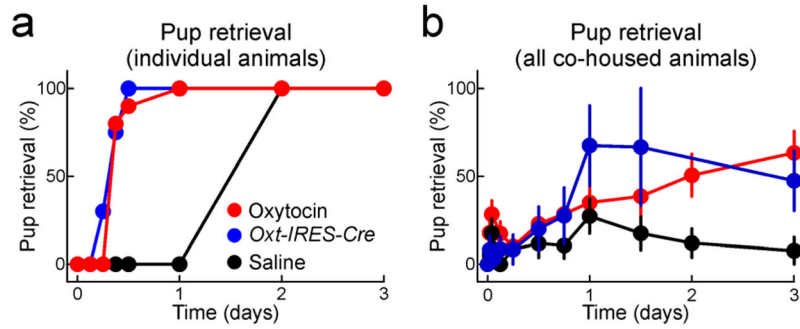 a
Pup retrieval
(individual animals)
Pup retrieval (%)
100
50
0
Oxytocin
Oxt-IRES-Cre
Saline
0 1 2 3
Time (days)
b
Pup retrieval
(all co-housed animals)
Pup retrieval (%)
100
50
0
0 1 2 3
Time (days)